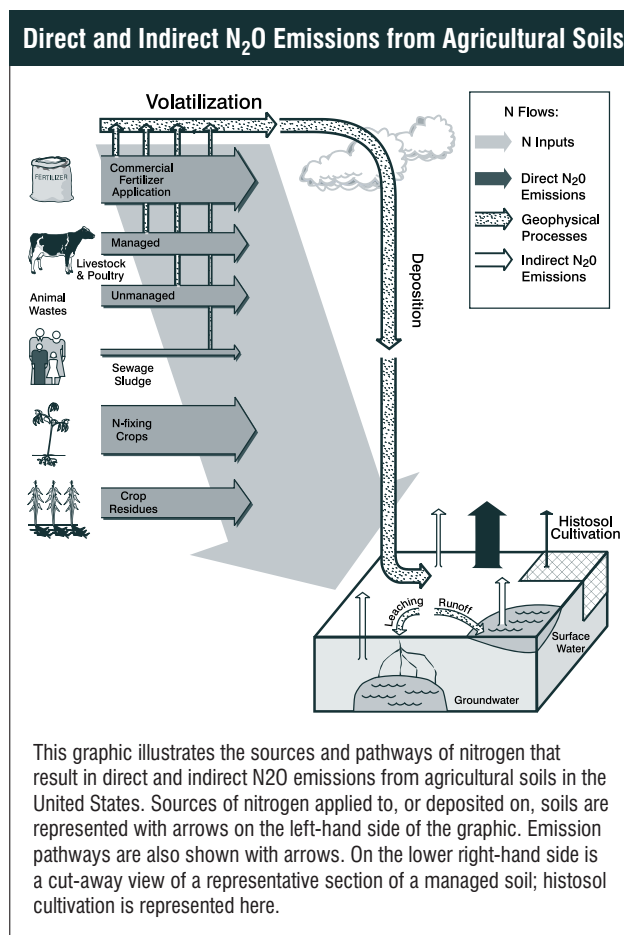 Direct and Indirect N₂O Emissions from Agricultural Soils
Volatilization
N Flows:
N Inputs
Direct N20
Emissions
Geophysical
Processes
Indirect N20
Emissions
FERTILIZER
Commercial
Fertilizer
Application
Managed
Livestock
& Poultry
Animal
Wastes
Unmanaged
Sewage
Sludge
N-fixing
Crops
Crop
Residues
Deposition
Histosol
Cultivation
Leaching
Runoff
Surface
Water
Groundwater
This graphic illustrates the sources and pathways of nitrogen that
result in direct and indirect N2O emissions from agricultural soils in the
United States. Sources of nitrogen applied to, or deposited on, soils are
represented with arrows on the left-hand side of the graphic. Emission
pathways are also shown with arrows. On the lower right-hand side is
a cut-away view of a representative section of a managed soil; histosol
cultivation is represented here.